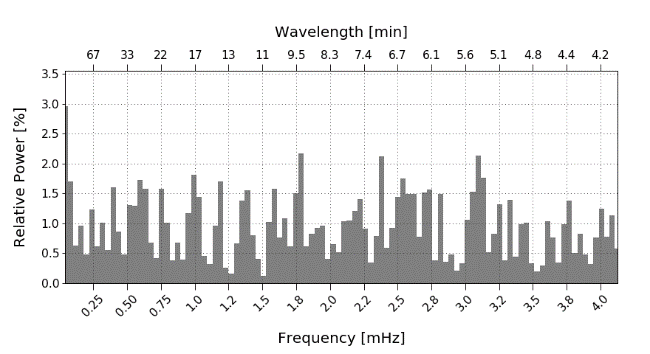 Wavelength [min]
67 33 22 17 13 11 9.5 8.3 7.4 6.7 6.1 5.6 5.1 4.8 4.4 4.2
3.5
3.0
2.5
2.0
1.5
1.0
0.5
0.0
Relative Power [%]
0.25 0.50 0.75 1.0 1.2 1.5 1.8 2.0 2.2 2.5 2.8 3.0 3.2 3.5 3.8 4.0
Frequency [mHz]